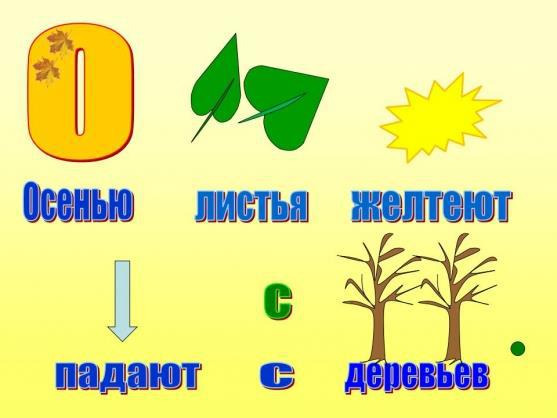 О
Осенью листья желтеют
с
падают с деревьев